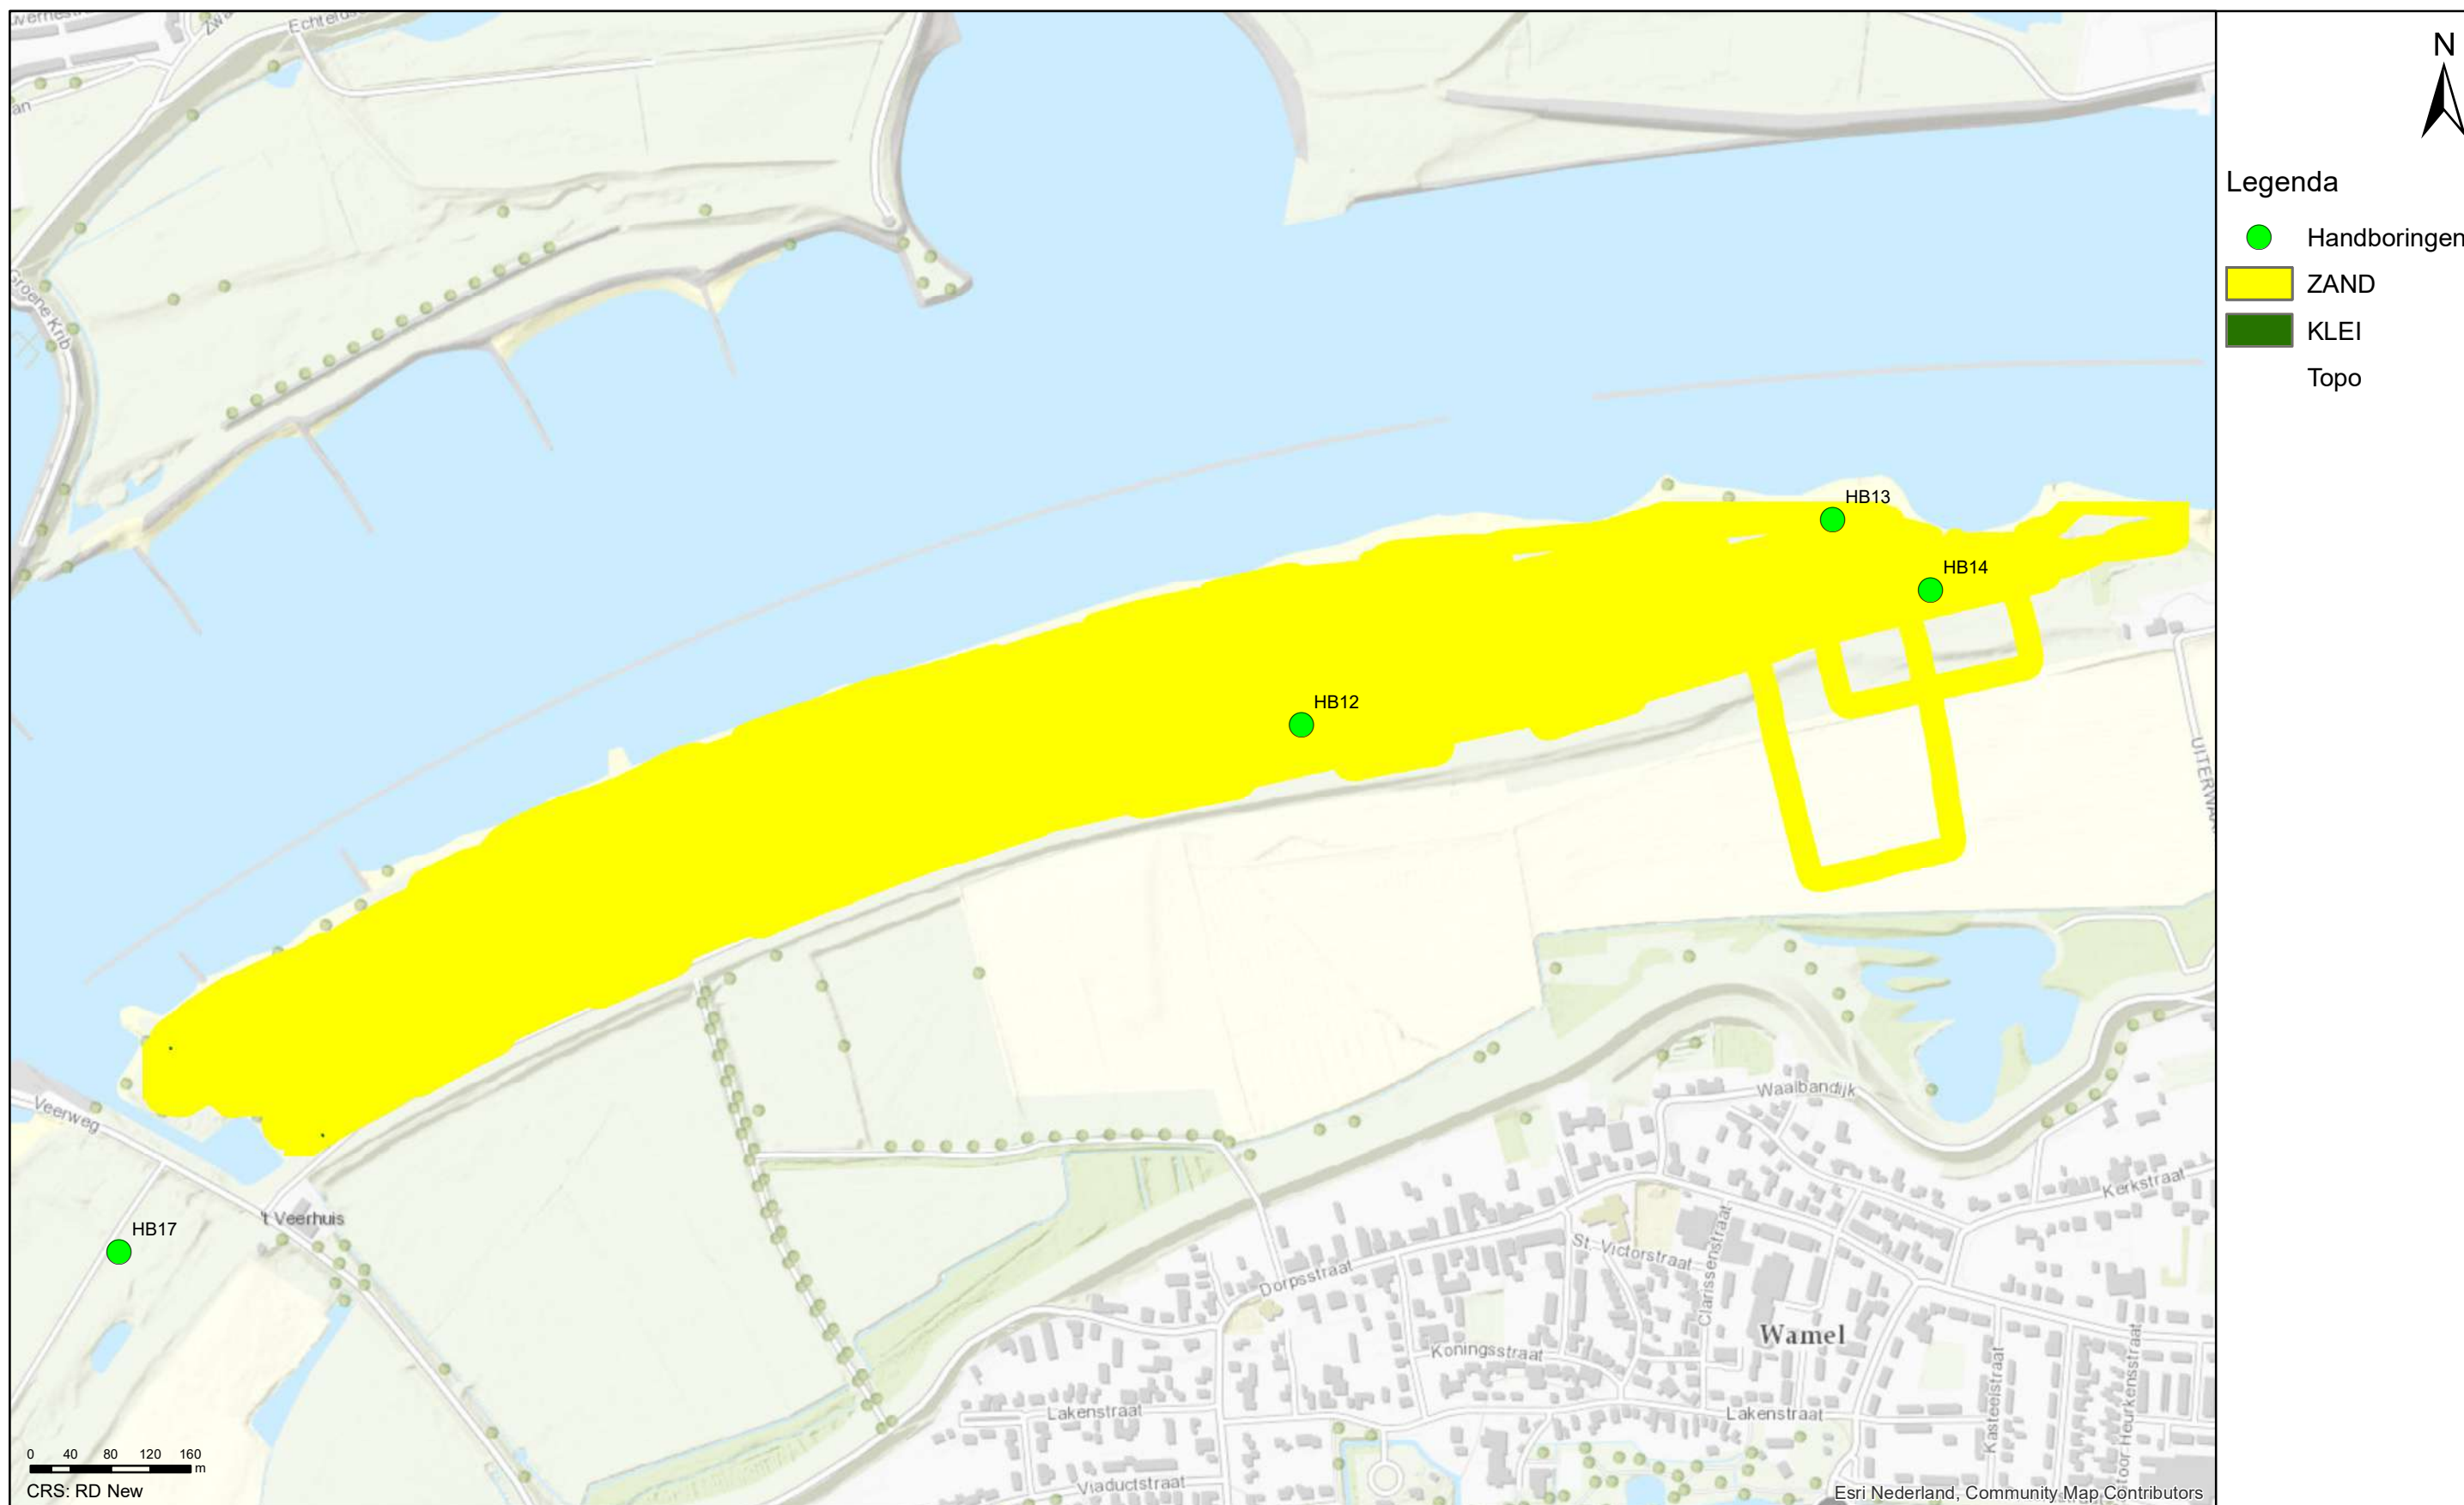 N
Legenda
Handboringen
ZAND
KLEI
Topo
Groene Krib
HB13
HB14
HB12
Veerweg
Waalbandijk
Kerkstraat
't Veerhuis
HB17
St. Victorstraat
Clarissenstraat
Dorpsstraat
Wamel
Koningsstraat
Kasteelstraat
Lakenstraat
Lakenstraat
Viaductstraat
0 40 80 120 160
m
CRS: RD New
Esri Nederland, Community Map Contributors